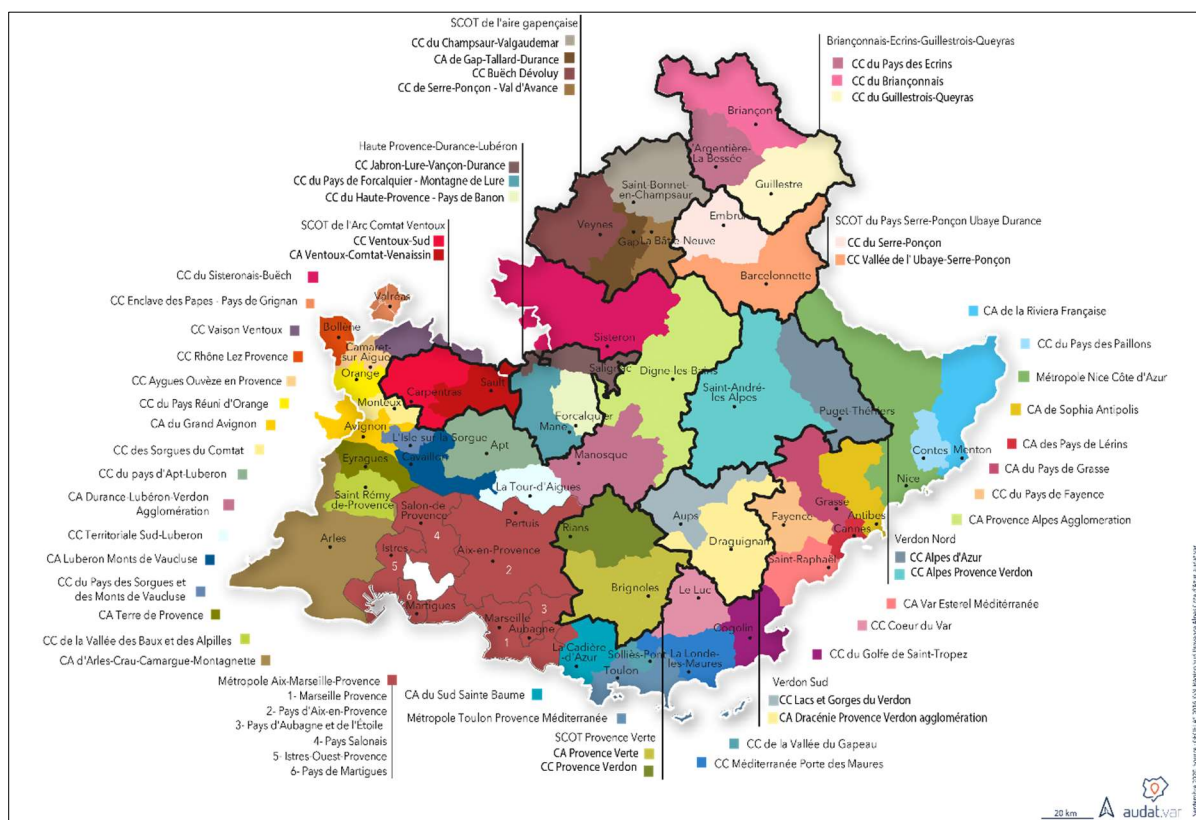 SCOT de l'aire gapençaise
CC du Champsaur-Valgaudemar
CA de Gap-Tallard-Durance
CC Buëch Dévoluy
CC de Serre-Ponçon - Val d'Avance
Briançonnais-Ecrins-Guillestrois-Queyras
CC du Pays des Ecrins
CC du Briançonnais
CC du Guillestrois-Queyras
Haute Provence-Durance-Lubéron
CC Jabron-Lure-Vançon-Durance
CC du Pays de Forcalquier - Montagne de Lure
CC du Haute-Provence - Pays de Banon
SCOT de l'Arc Comtat Ventoux
CC Ventoux-Sud
CA Ventoux-Comtat-Venaissin
SCOT du Pays Serre-Ponçon Ubaye Durance
CC du Serre-Ponçon
CC Vallée de l' Ubaye-Serre-Ponçon
CC du Sisteronais-Buëch
CC Enclave des Papes - Pays de Grignan
CC Vaison Ventoux
CC Rhône Lez Provence
CC Aygues Ouvèze en Provence
CC du Pays Réuni d'Orange
CA du Grand Avignon
CC des Sorgues du Comtat
CC du pays d'Apt-Luberon
CA Durance-Lubéron-Verdon
Agglomération
CC Territoriale Sud-Luberon
CA Luberon Monts de Vaucluse
CC du Pays des Sorgues et
des Monts de Vaucluse
CA Terre de Provence
CC de la Vallée des Baux et des Alpilles
CA d'Arles-Crau-Camargue-Montagnette
Métropole Aix-Marseille-Provence
1- Marseille Provence
2- Pays d'Aix-en-Provence
3- Pays d'Aubagne et de l'Étoile
4- Pays Salonais
5- Istres-Ouest-Provence
6- Pays de Martigues
CA du Sud Sainte Baume
Métropole Toulon Provence Méditerranée
SCOT Provence Verte
CA Provence Verte
CC Provence Verdon
CC de la Vallée du Gapeau
CC Méditerranée Porte des Maures
Verdon Sud
CC Lacs et Gorges du Verdon
CA Dracénie Provence Verdon agglomération
CC du Golfe de Saint-Tropez
CC Coeur du Var
CA Var Esterel Méditérranée
Verdon Nord
CC Alpes d'Azur
CC Alpes Provence Verdon
CA Provence Alpes Agglomeration
CC du Pays de Fayence
CA du Pays de Grasse
CA des Pays de Lérins
CA de Sophia Antipolis
Métropole Nice Côte d'Azur
CC du Pays des Paillons
CA de la Riviera Française
Briançon
L'Argentière-
La Bessée
Guillestre
Saint-Bonnet-
en-Champsaur
Embrun
Veynes
Gap
La Bâtie-Neuve
Barcelonnette
Valréas
Bollène
Camaret-
sur Aigue
Orange
Sisteron
Salignac
Digne-les-Bains
Saint-André-
les Alpes
Puget-Théniers
Carpentras
Sault
Monteux
Avignon
L'Isle sur la Sorgue
Cavaillon
Apt
Forcalquier
Mane
Manosque
Eyragues
Saint Rémy
de-Provence
La Tour-d'Aigues
Salon-de
Provence
Pertuis
Arles
Istres
4
5
6
Aix-en-Provence
2
Martigues
Marseille
1
3
Aubagne
Rians
Brignoles
Aups
Draguignan
Fayence
Grasse
Cannes
Antibes
Nice
Contes
Menton
Saint-Raphaël
Le Luc
Cogolin
La Cadière
-d'Azur
Solliès-Pont
Toulon
La Londe-
les-Maures
20 km
audat.var